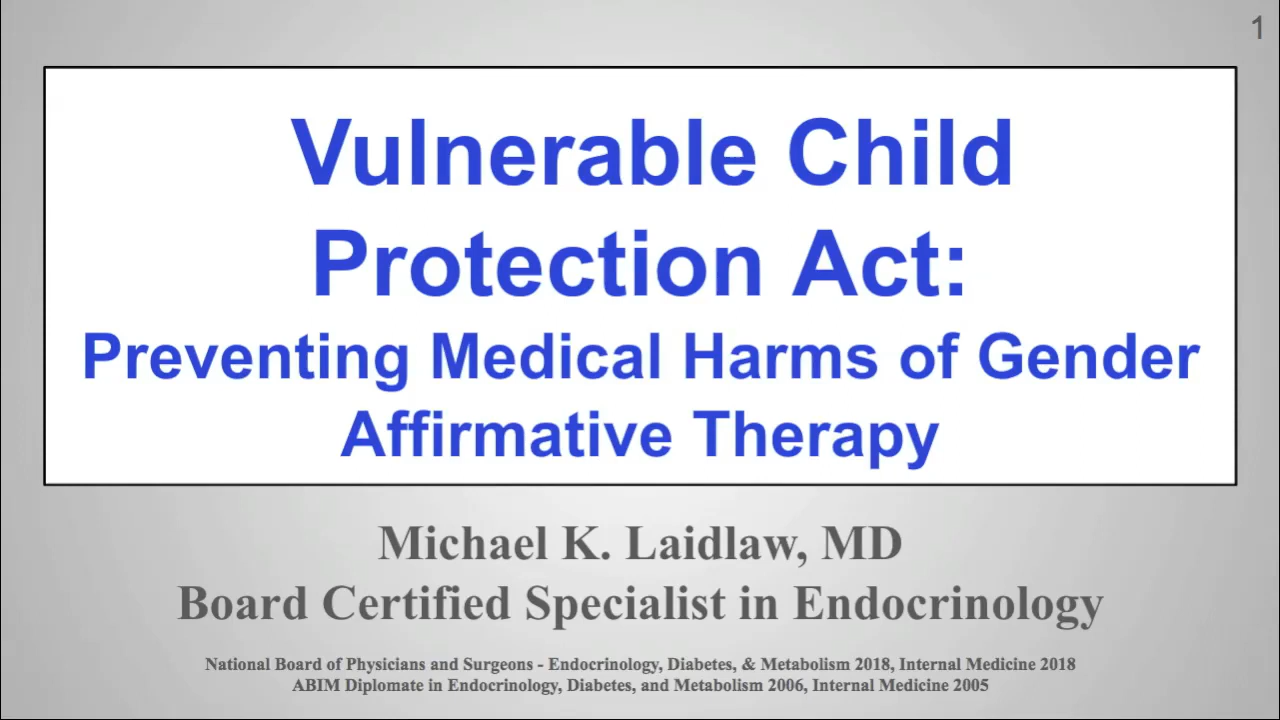 1
Vulnerable Child
Protection Act:
Preventing Medical Harms of Gender
Affirmative Therapy
Michael K. Laidlaw, MD
Board Certified Specialist in Endocrinology
National Board of Physicians and Surgeons - Endocrinology, Diabetes, & Metabolism 2018, Internal Medicine 2018
ABIM Diplomate in Endocrinology, Diabetes, and Metabolism 2006, Internal Medicine 2005